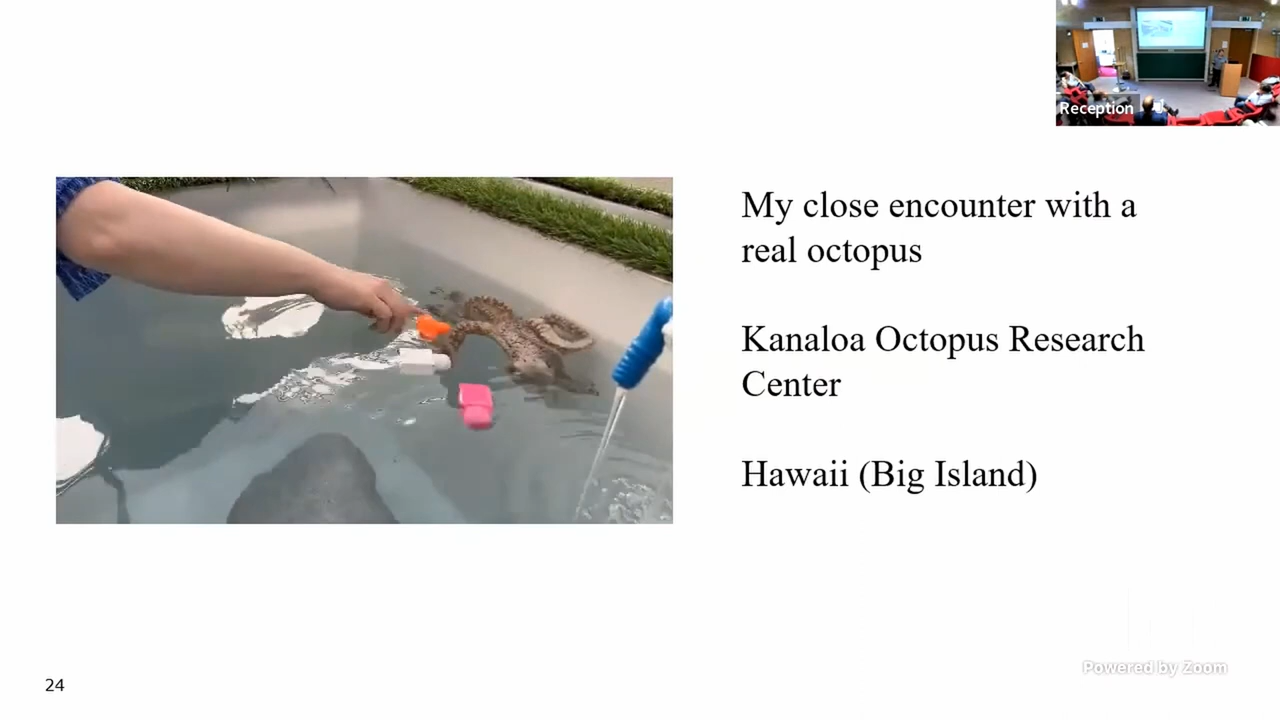 Reception
My close encounter with a
real octopus
Kanaloa Octopus Research
Center
Hawaii (Big Island)
Powered by Zoom
24